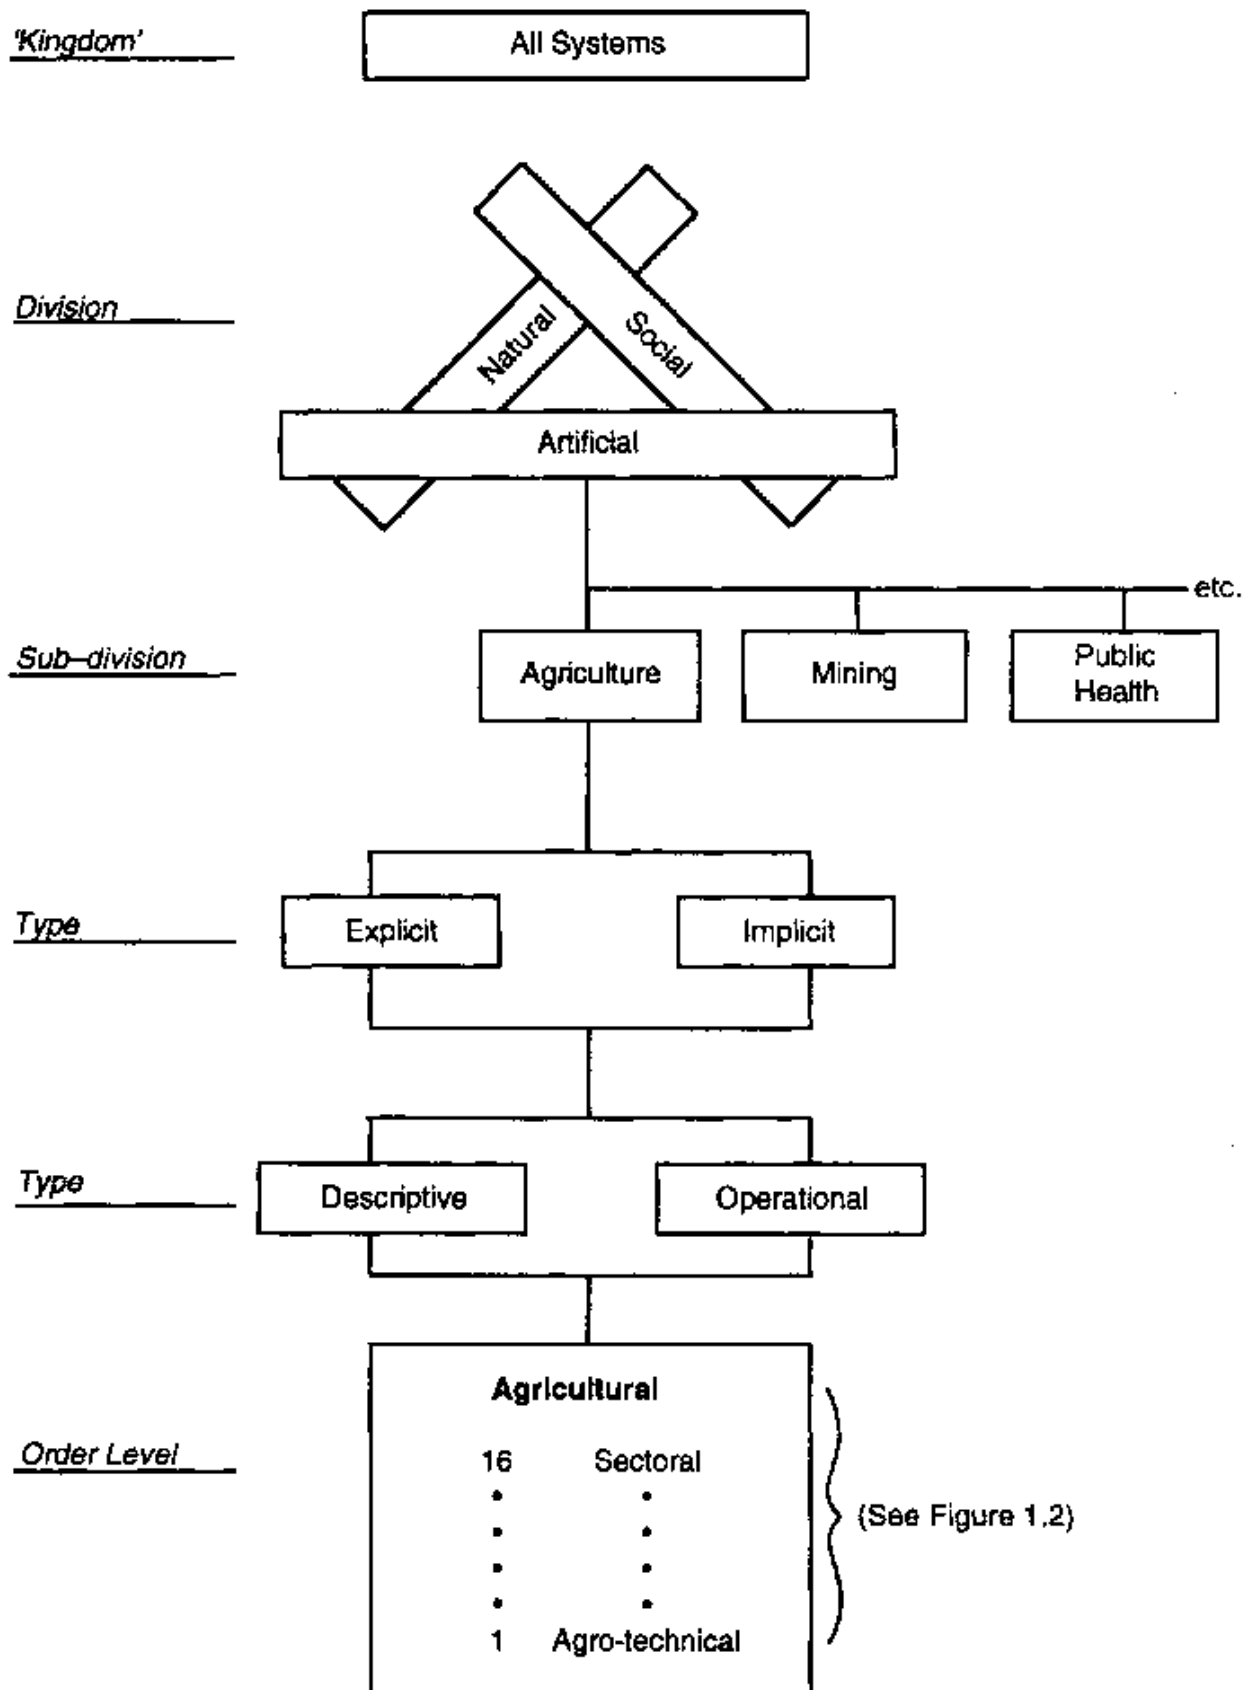 'Kingdom'
All Systems
Division
Natural
Social
Artificial
etc.
Sub-division
Agriculture
Mining
Public
Health
Type
Explicit
Implicit
Type
Descriptive
Operational
Agricultural
Order Level
16 Sectoral
(See Figure 1.2)
1 Agro-technical